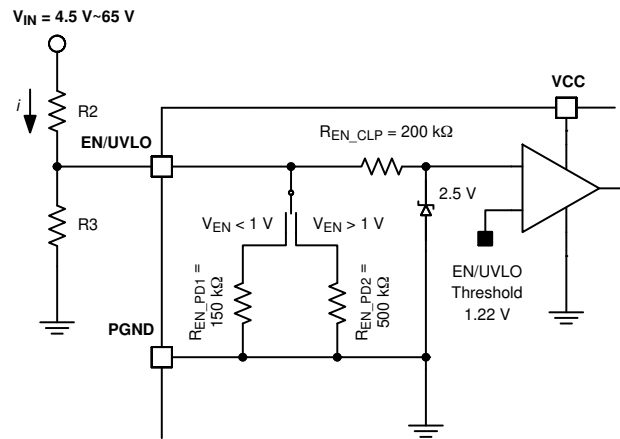 V_IN = 4.5 V~65 V
VCC
i
R2
R_EN_CLP = 200 kΩ
EN/UVLO
2.5 V
R3
V_EN < 1 V
V_EN > 1 V
EN/UVLO
Threshold
1.22 V
R_EN_PD1 =
150 kΩ
R_EN_PD2 =
500 kΩ
PGND